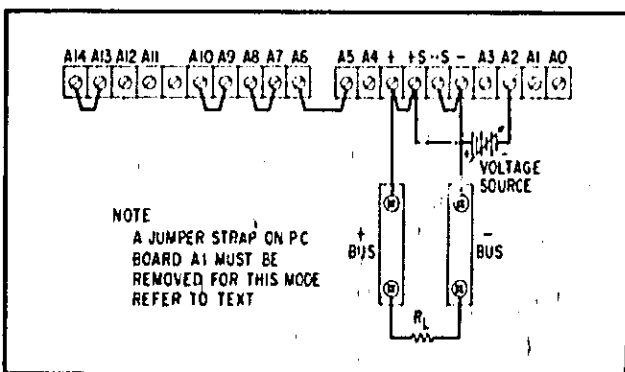 A14 A13 A12 A11 A10 A9 A8 A7 A6 A5 A4 + +S -S - A3 A2 A1 A0
+ -
VOLTAGE
SOURCE
NOTE
A JUMPER STRAP ON PC
BOARD A1 MUST BE
REMOVED FOR THIS MODE
REFER TO TEXT
+
BUS
-
BUS
RL